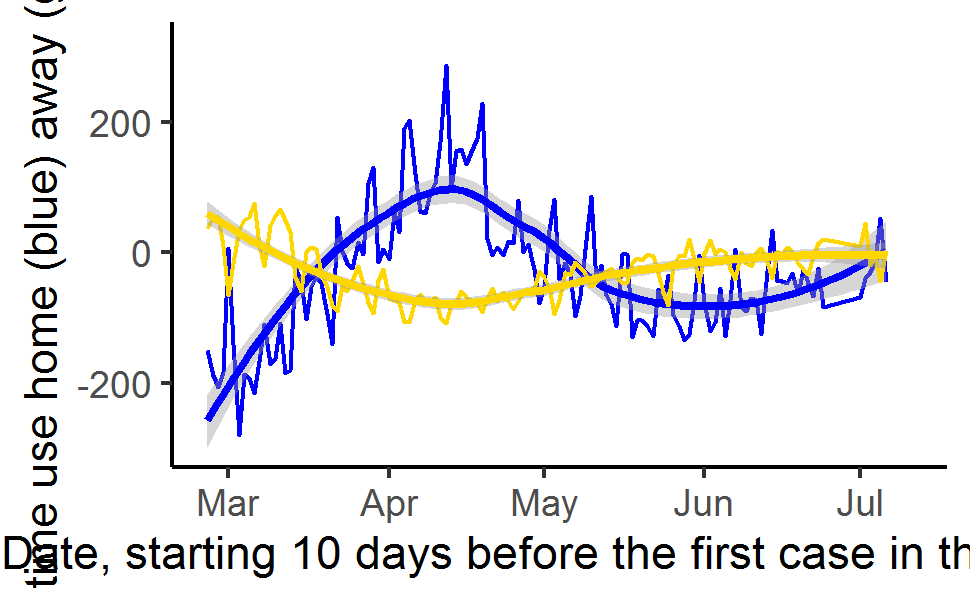 time use home (blue) away (
200
0
-200
Mar Apr May Jun Jul
Date, starting 10 days before the first case in th